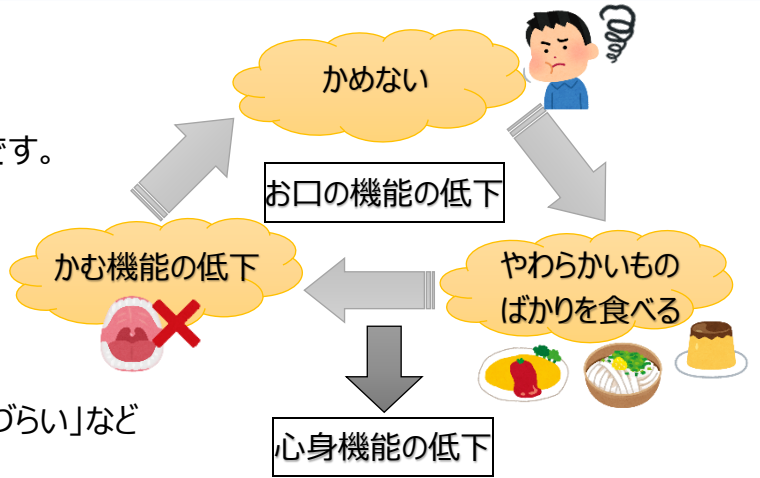 かめない
です。
お口の機能の低下
かむ機能の低下
やわらかいもの
ばかりを食べる
づらい」など
心身機能の低下